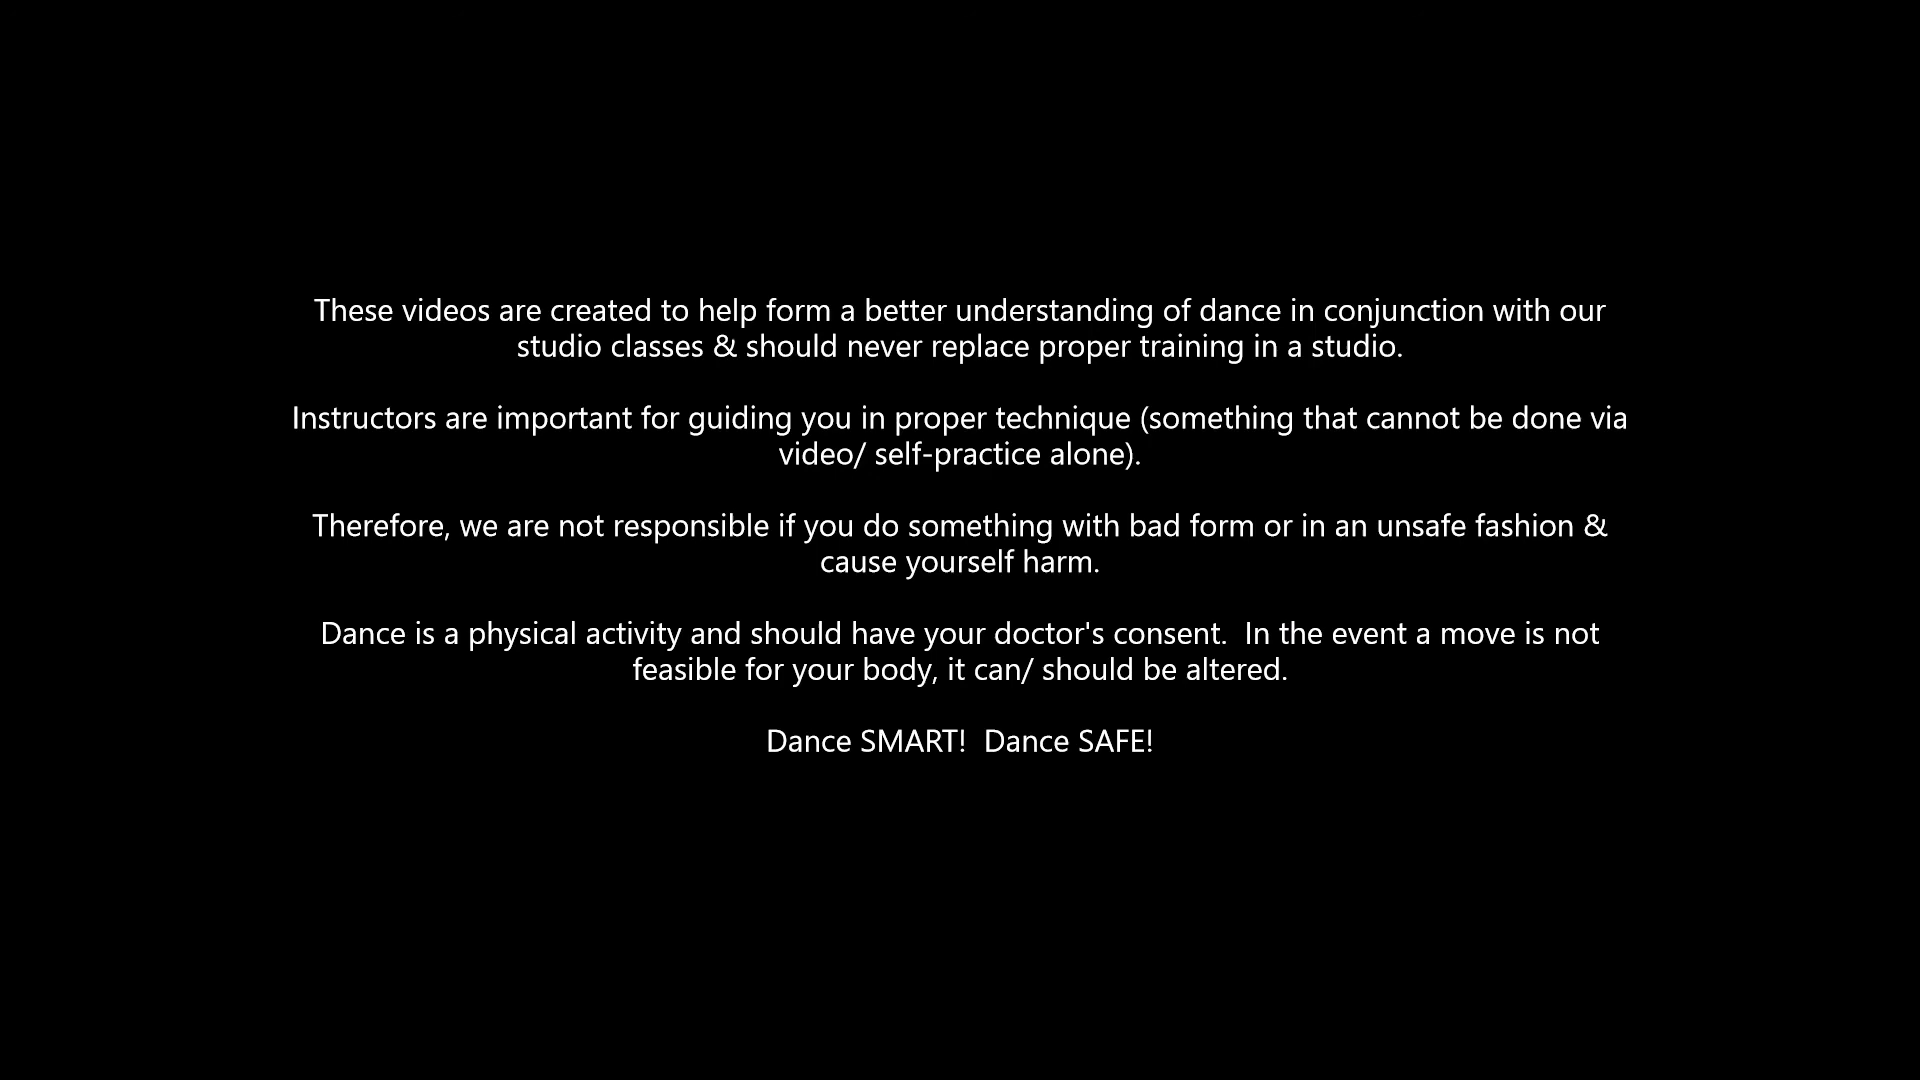 These videos are created to help form a better understanding of dance in conjunction with our
studio classes & should never replace proper training in a studio.
Instructors are important for guiding you in proper technique (something that cannot be done via
video/ self-practice alone).
Therefore, we are not responsible if you do something with bad form or in an unsafe fashion &
cause yourself harm.
Dance is a physical activity and should have your doctor's consent.  In the event a move is not
feasible for your body, it can/ should be altered.
Dance SMART!  Dance SAFE!